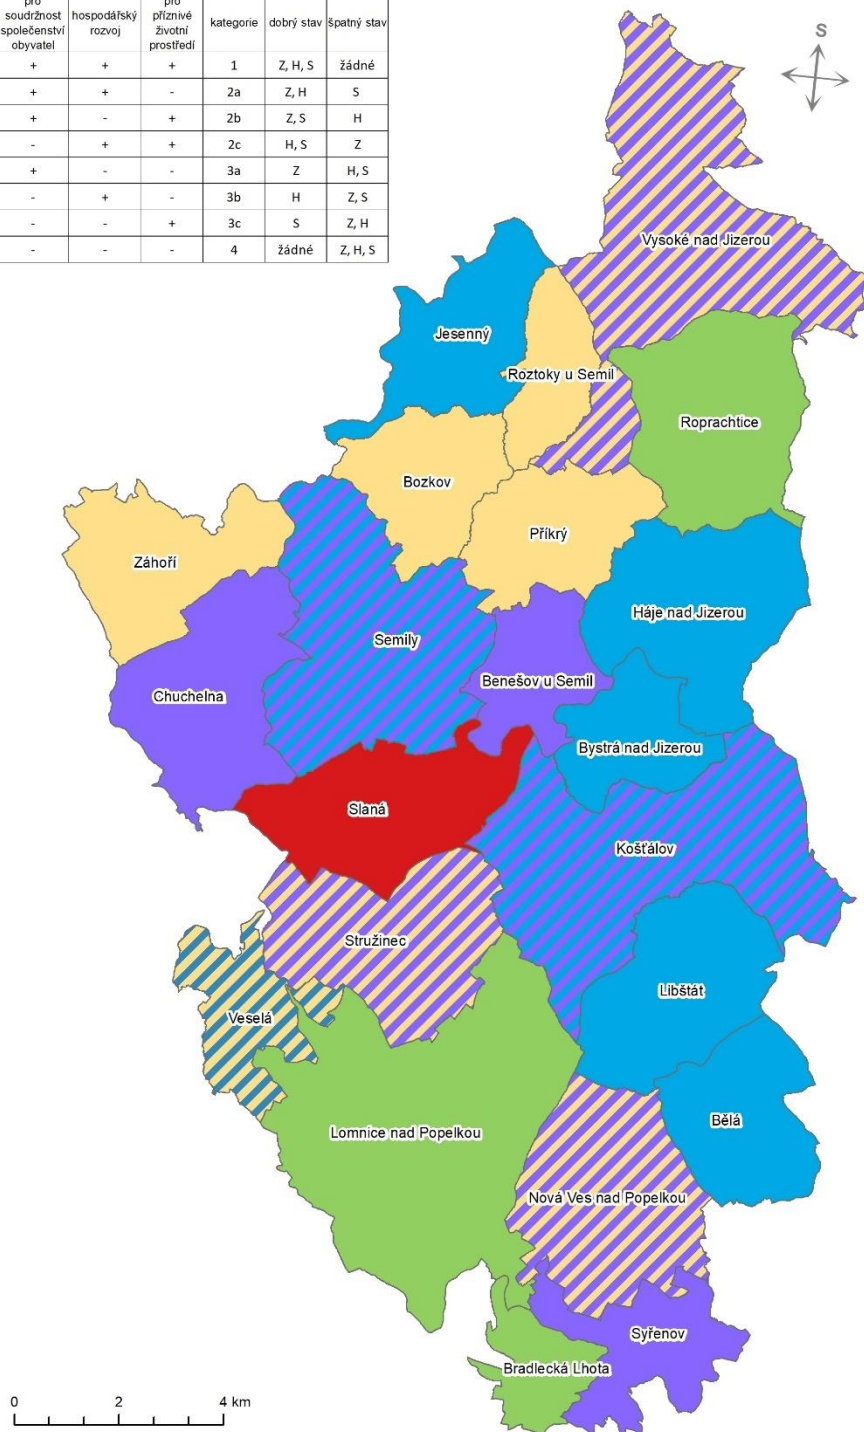 pro
soudržnost
společenství
obyvatel
hospodářský
rozvoj
pro
příznivé
životní
prostředí
kategorie
dobrý stav
špatný stav
+ + + 1 Z, H, S žádné
+ + - 2a Z, H S
+ - + 2b Z, S H
- + + 2c H, S Z
+ - - 3a Z H, S
- + - 3b H Z, S
- - + 3c S Z, H
- - - 4 žádné Z, H, S
S
Vysoké nad Jizerou
Jesenný
Roztoky u Semil
Roprachtice
Bozkov
Příkrý
Záhoří
Háje nad Jizerou
Semily
Benešov u Semil
Chuchelna
Bystrá nad Jizerou
Slaná
Košťálov
Stružinec
Libštát
Veselá
Bělá
Lomnice nad Popelkou
Nová Ves nad Popelkou
Syřenov
Bradlecká Lhota
0 2 4 km